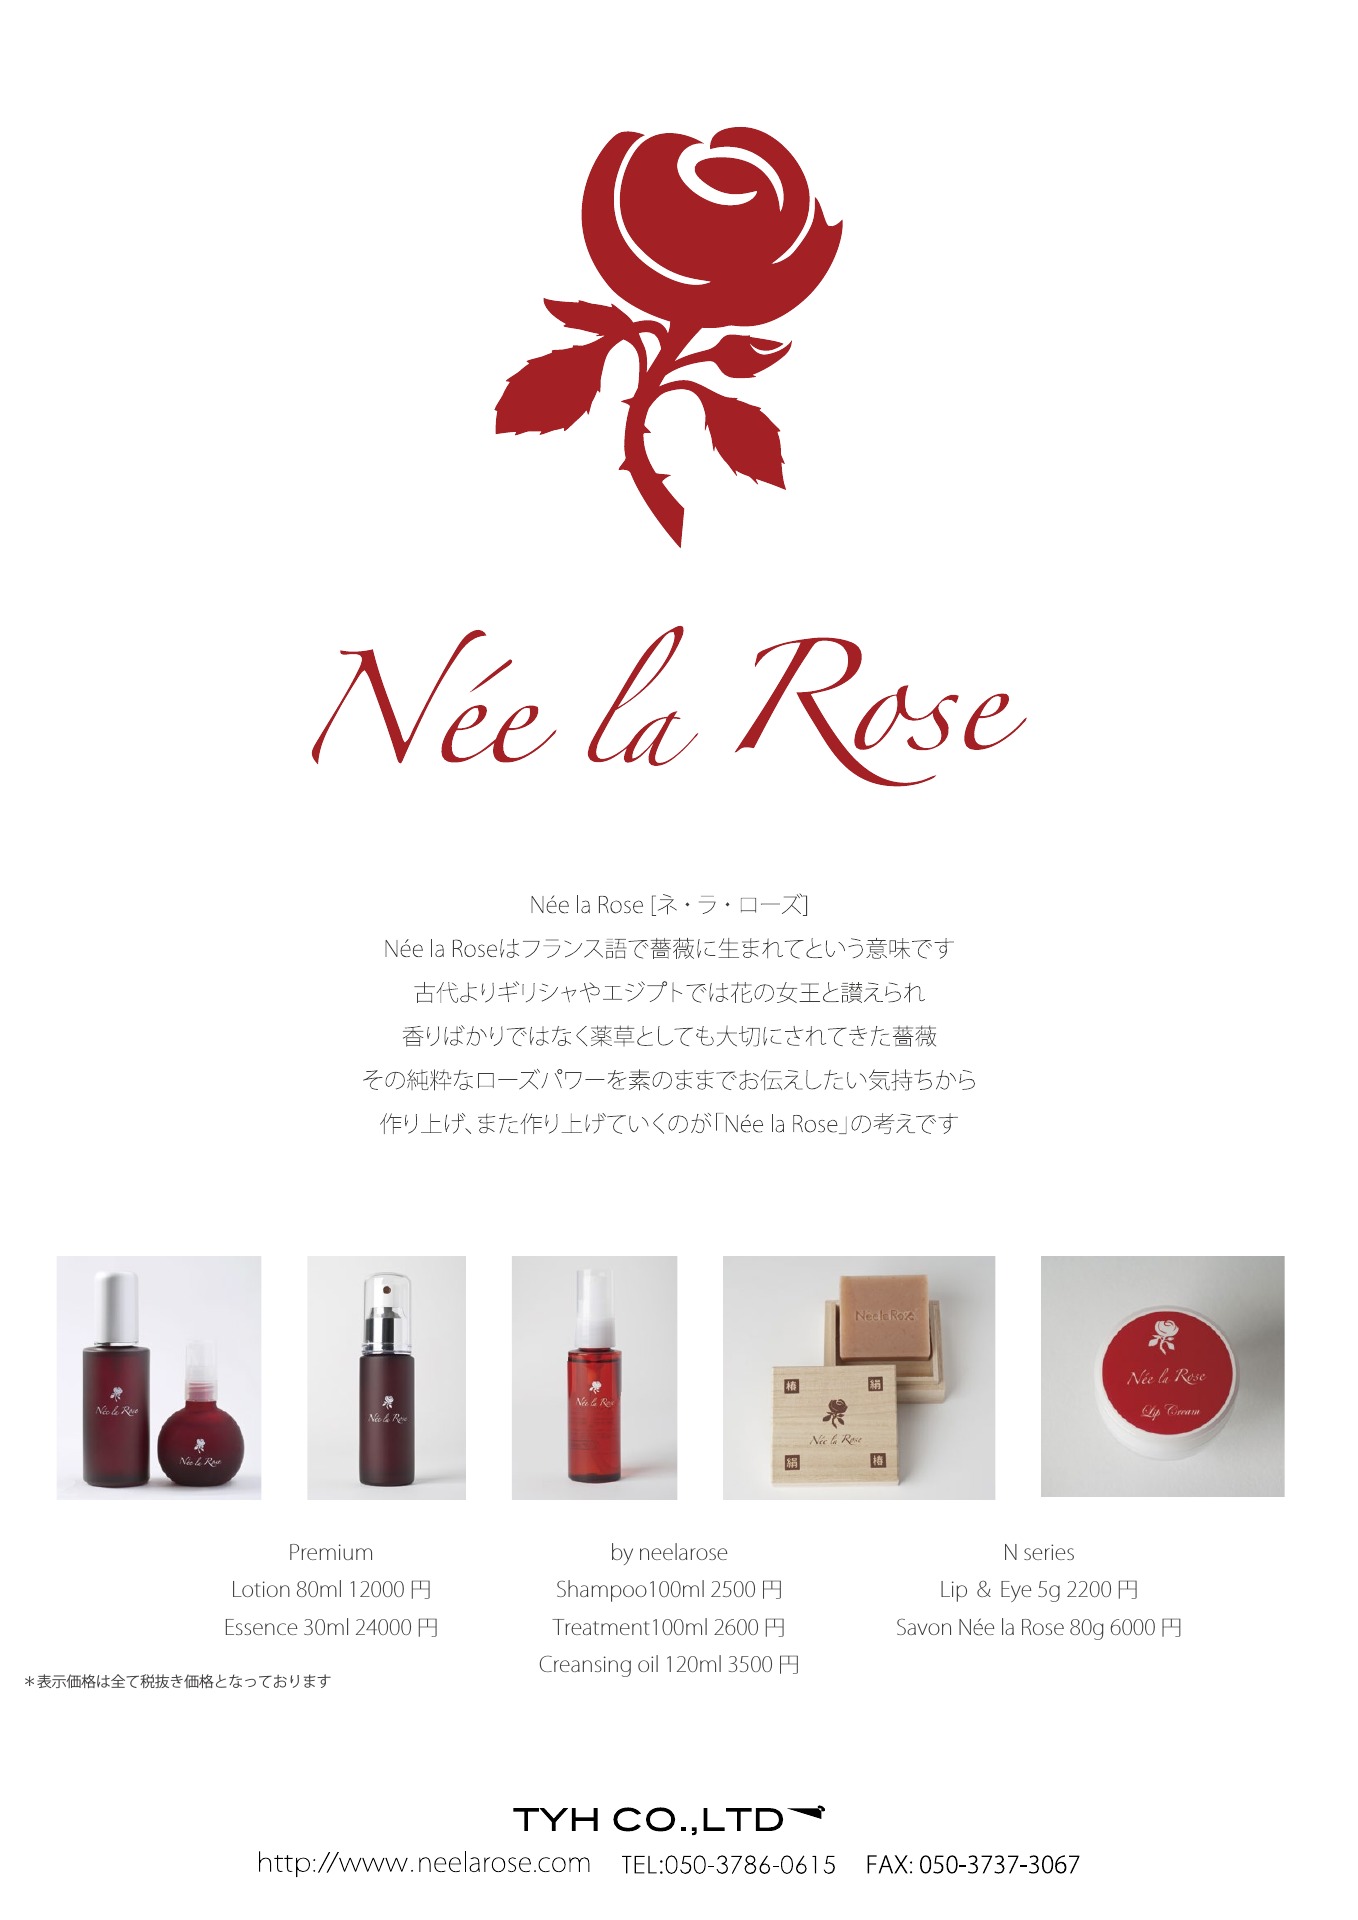 Née la Rose
Née la Rose [ネ・ラ・ローズ]
Née la Roseはフランス語で薔薇に生まれてという意味です
古代よりギリシャやエジプトでは花の女王と讃えられ
香りばかりではなく薬草としても大切にされてきた薔薇
その純粋なローズパワーを素のままでお伝えしたい気持ちから
作り上げ、また作り上げていくのが「Née la Rose」の考えです
Née la Rose
Née la Rose
Née la Rose
Née la Rose
Née la Rose
椿 絹
Née la Rose
絹 椿
Née la Rose
Lip Cream
Premium
Lotion 80ml 12000 円
Essence 30ml 24000 円
by neelarose
Shampoo100ml 2500 円
Treatment100ml 2600 円
Creansing oil 120ml 3500 円
N series
Lip ＆ Eye 5g 2200 円
Savon Née la Rose 80g 6000 円
＊表示価格は全て税抜き価格となっております
TYH CO.,LTD
http://www.neelarose.com TEL:050-3786-0615 FAX: 050-3737-3067